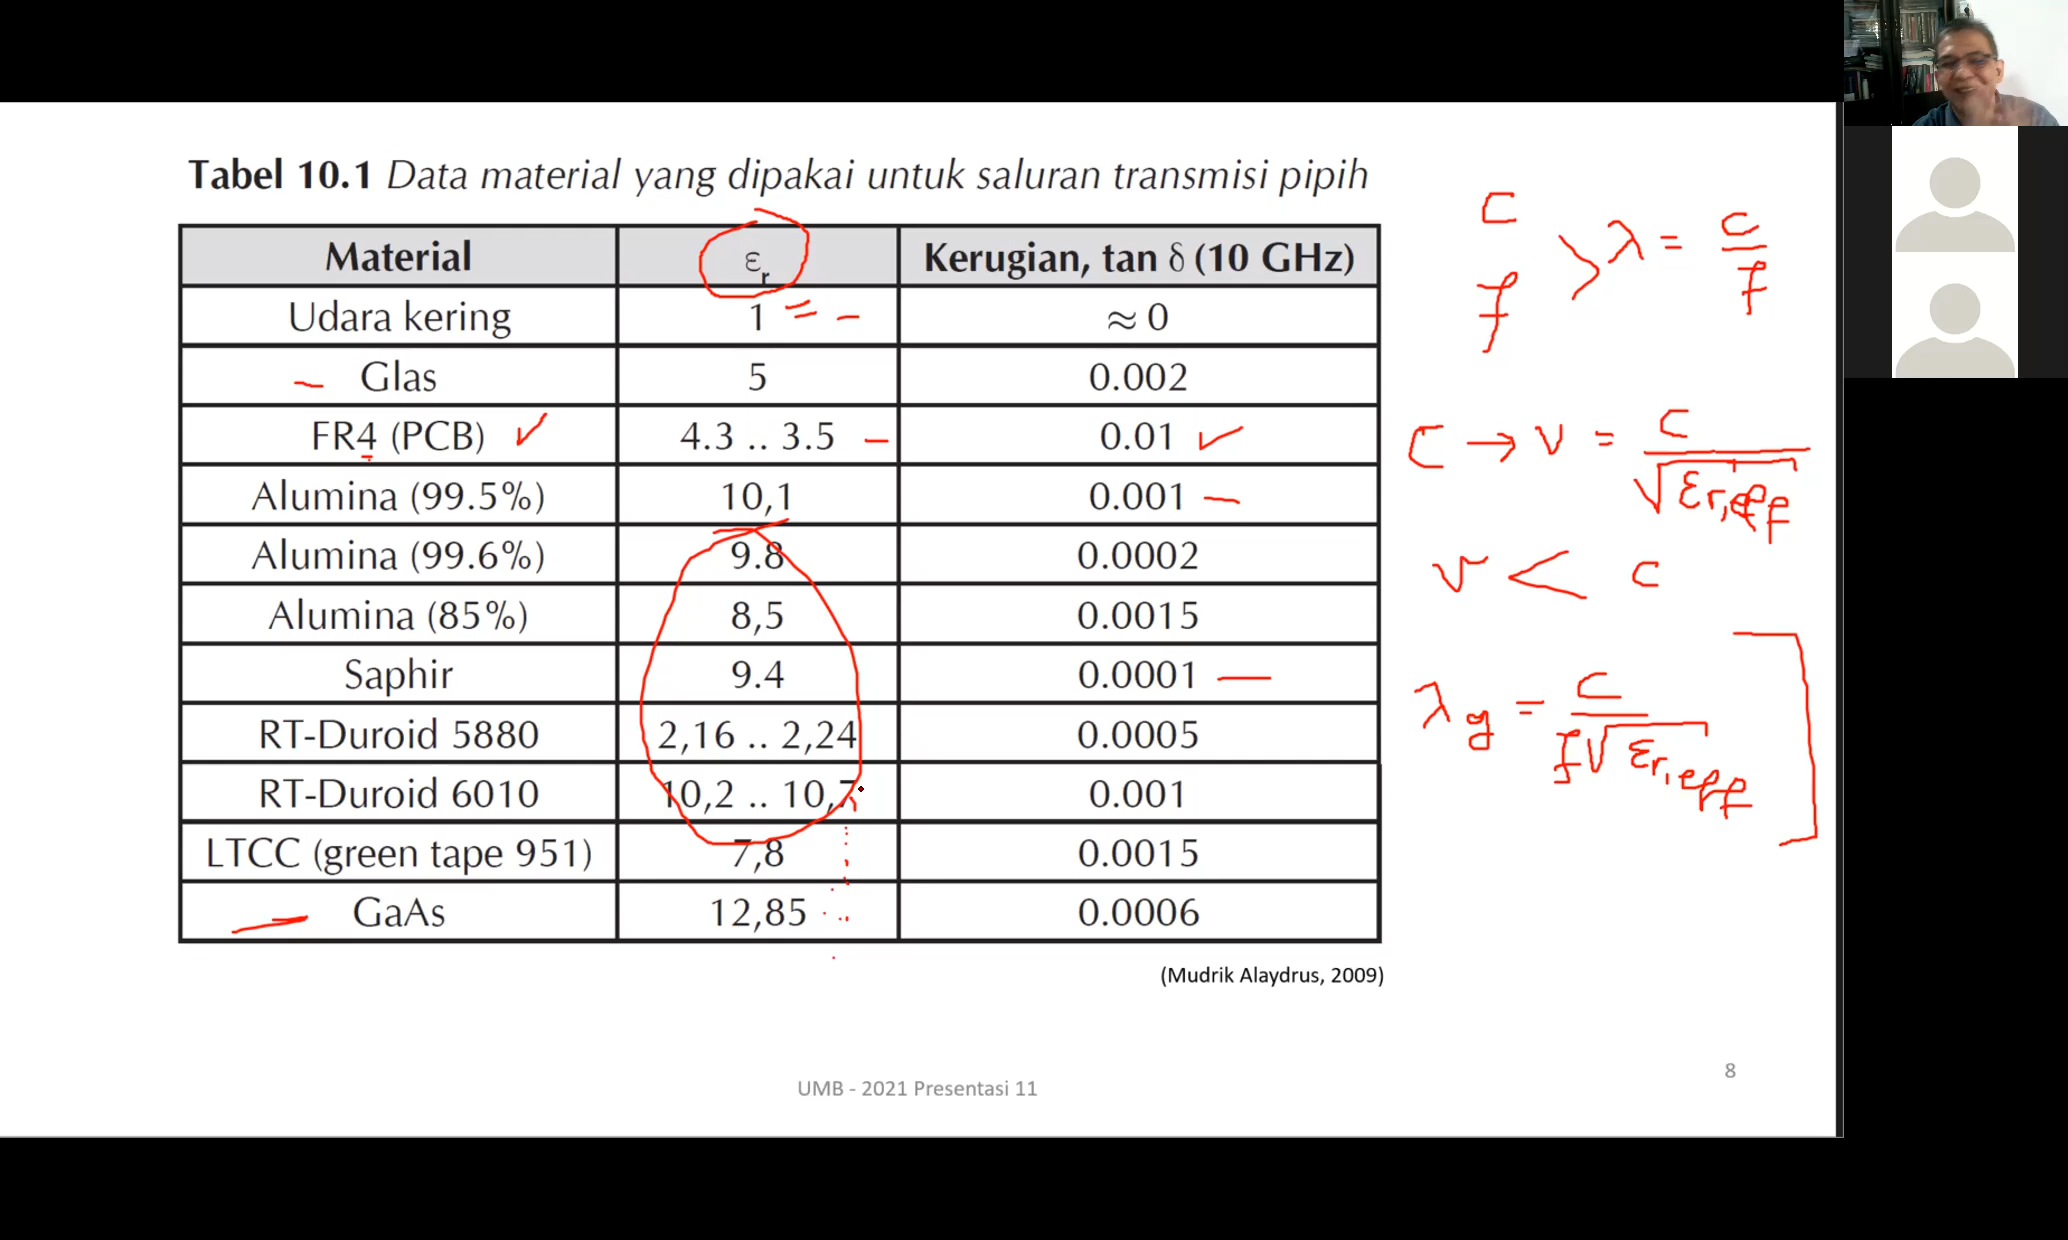 Tabel 10.1 Data material yang dipakai untuk saluran transmisi pipih
Material εr Kerugian, tan δ (10 GHz)
Udara kering 1 ≈ 0
Glas 5 0.002
FR4 (PCB) 4.3 .. 3.5 0.01
Alumina (99.5%) 10,1 0.001
Alumina (99.6%) 9.8 0.0002
Alumina (85%) 8,5 0.0015
Saphir 9.4 0.0001
RT-Duroid 5880 2,16 .. 2,24 0.0005
RT-Duroid 6010 10,2 .. 10,7 0.001
LTCC (green tape 951) 7,8 0.0015
GaAs 12,85 0.0006
(Mudrik Alaydrus, 2009)
c
f
> λ = c/f
c → v = c/√εr,eff
v < c
λg = c/f√εr,eff
UMB - 2021 Presentasi 11
8